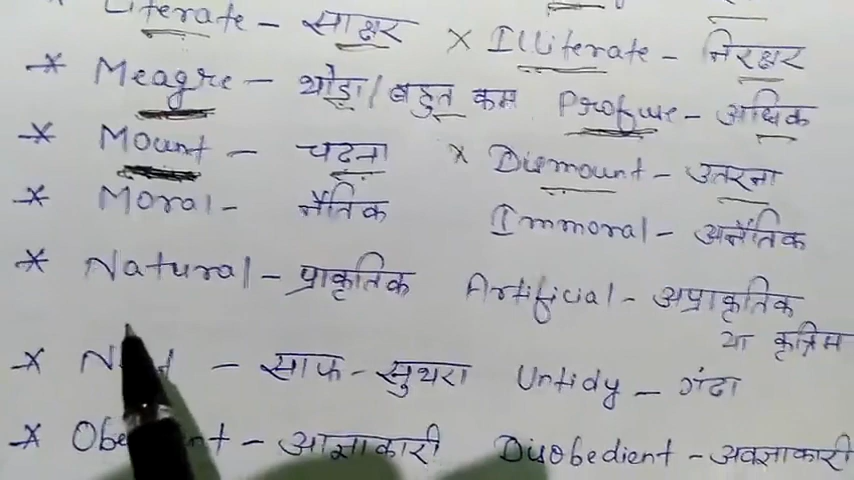 Literate - साक्षर × Illiterate - निरक्षर
* Meagre - थोड़ा / बहुत कम Profuse - अधिक
* Mount - चढना × Dismount - उतरना
* Moral - नैतिक Immoral - अनैतिक
* Natural - प्राकृतिक Artificial - अप्राकृतिक
या कृत्रिम
* - साफ - सुथरा Untidy - गंदा
* - आज्ञाकारी Disobedient - अवज्ञाकारी